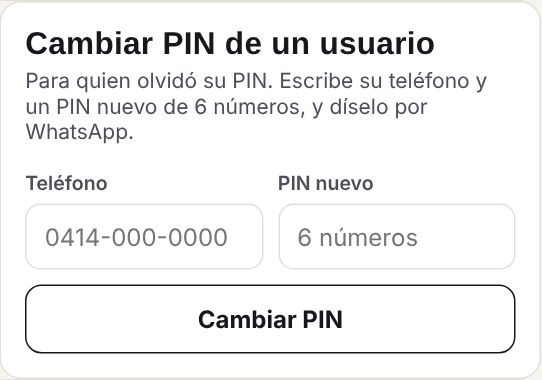 Cambiar PIN de un usuario
Para quien olvidó su PIN. Escribe su teléfono y
un PIN nuevo de 6 números, y díselo por
WhatsApp.
Teléfono
PIN nuevo
0414-000-0000
6 números
Cambiar PIN